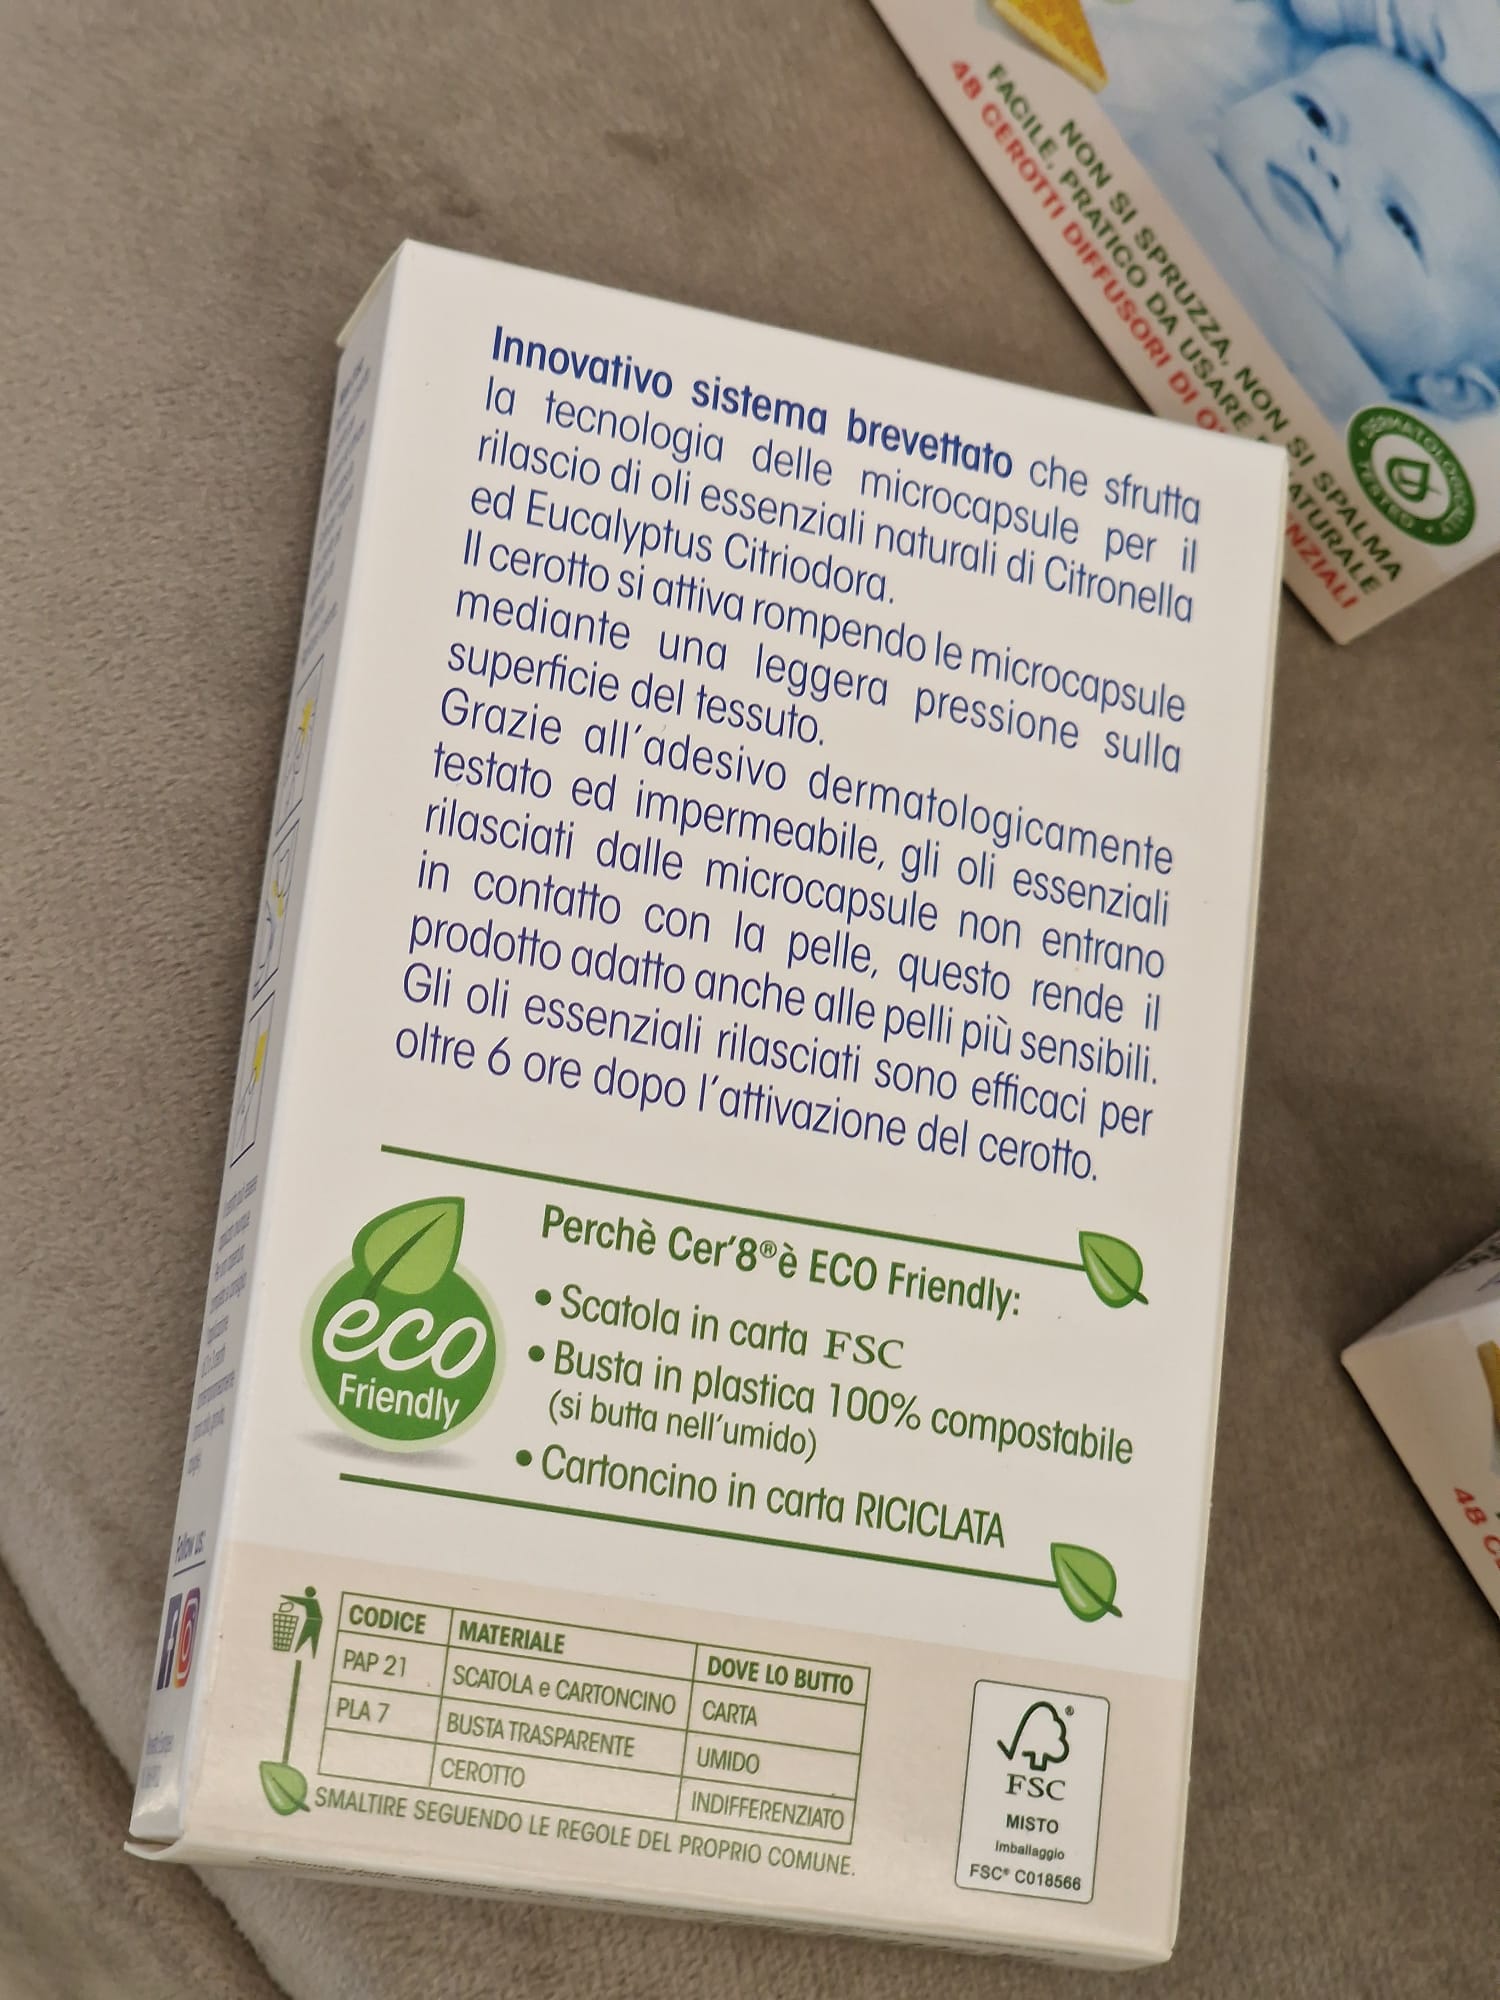 Innovativo sistema brevettato che sfrutta
la tecnologia delle microcapsule per il
rilascio di oli essenziali naturali di Citronella
ed Eucalyptus Citriodora.
Il cerotto si attiva rompendo le microcapsule
mediante una leggera pressione sulla
superficie del tessuto.
Grazie all'adesivo dermatologicamente
testato ed impermeabile, gli oli essenziali
rilasciati dalle microcapsule non entrano
in contatto con la pelle, questo rende il
prodotto adatto anche alle pelli più sensibili.
Gli oli essenziali rilasciati sono efficaci per
oltre 6 ore dopo l'attivazione del cerotto.
eco
Friendly
Perchè Cer'8® è ECO Friendly:
• Scatola in carta FSC
• Busta in plastica 100% compostabile
(si butta nell'umido)
• Cartoncino in carta RICICLATA
CODICE MATERIALE DOVE LO BUTTO
PAP 21 SCATOLA e CARTONCINO CARTA
PLA 7 BUSTA TRASPARENTE UMIDO
CEROTTO INDIFFERENZIATO
SMALTIRE SEGUENDO LE REGOLE DEL PROPRIO COMUNE.
®
FSC
MISTO
Imballaggio
FSC® C018566
Follow us:
NON SI SPRUZZA, NON SI SPALMA
FACILE, PRATICO DA USARE
48 CEROTTI DIFFUSORI DI
DERMATOLOGICALLY
TESTED
48